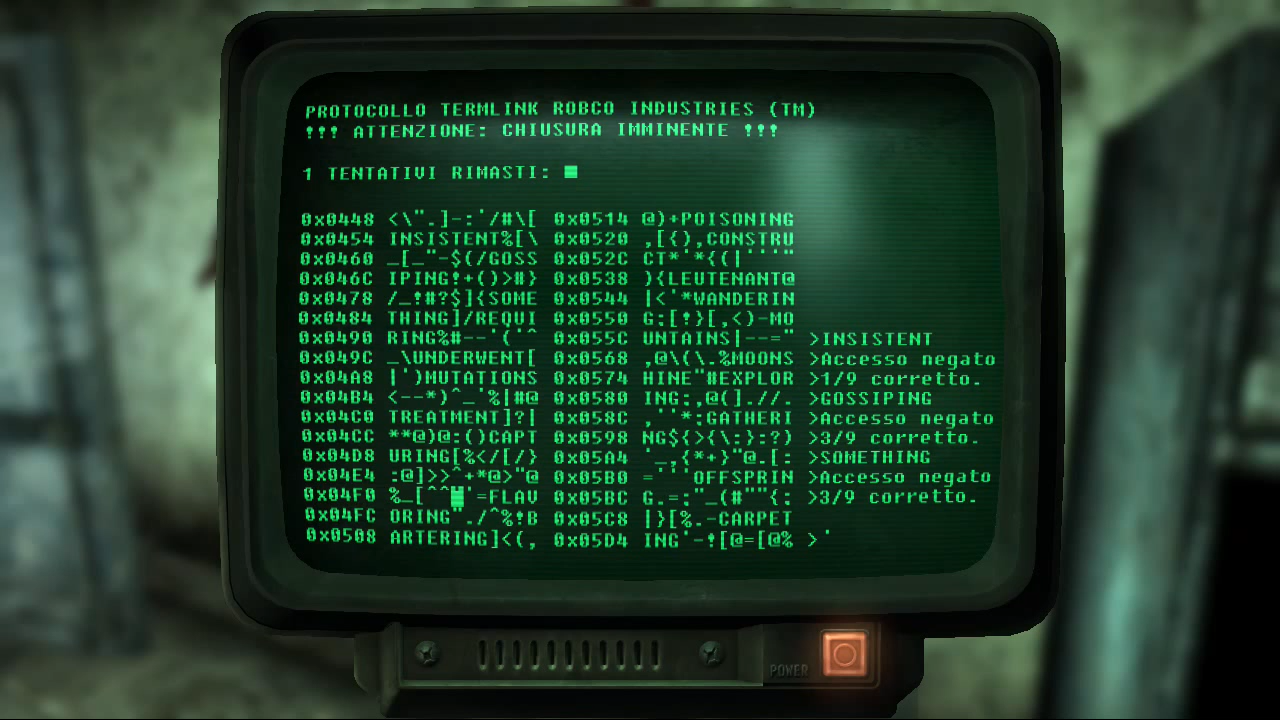 PROTOCOLLO TERMLINK ROBCO INDUSTRIES (TM)
!!! ATTENZIONE: CHIUSURA IMMINENTE !!!
1 TENTATIVI RIMASTI:
0x0448 <\".]-:'/#\[ 0x0514 @)+POISONING
0x0454 INSISTENT%[\ 0x0520 ,[{),CONSTRU
0x0460 _[_"-$(/GOSS 0x052C CT*'*{(|'''"
0x046C IPING!+()>#} 0x0538 ){LEUTENANT@
0x0478 /_!#?$]{SOME 0x0544 |<'*WANDERIN
0x0484 THING]/REQUI 0x0550 G;[!}[,<)-MO
0x0490 RING%#--'('^ 0x055C UNTAINS|--=" >INSISTENT
0x049C _\UNDERWENT[ 0x0568 ,@\(\.%MOONS >Accesso negato
0x04A8 |')MUTATIONS 0x0574 HINE"#EXPLOR >1/9 corretto.
0x04B4 <--*)^_'%|#@ 0x0580 ING:,@(].//. >GOSSIPING
0x04C0 TREATMENT]?| 0x058C ,''*:GATHERI >Accesso negato
0x04CC **@)@:()CAPT 0x0598 NG${>{\:}:?) >3/9 corretto.
0x04D8 URING[%</[/} 0x05A4 '_,{*+}"@.[: >SOMETHING
0x04E4 :@]>>^+*@>"@ 0x05B0 ='''OFFSPRIN >Accesso negato
0x04F0 %_[^^"'=FLAV 0x05BC G.=;"_(#""{: >3/9 corretto.
0x04FC ORING"./^%!B 0x05C8 |}[%.-CARPET
0x0508 ARTERING]<(, 0x05D4 ING'-![@=[@% >'
POWER